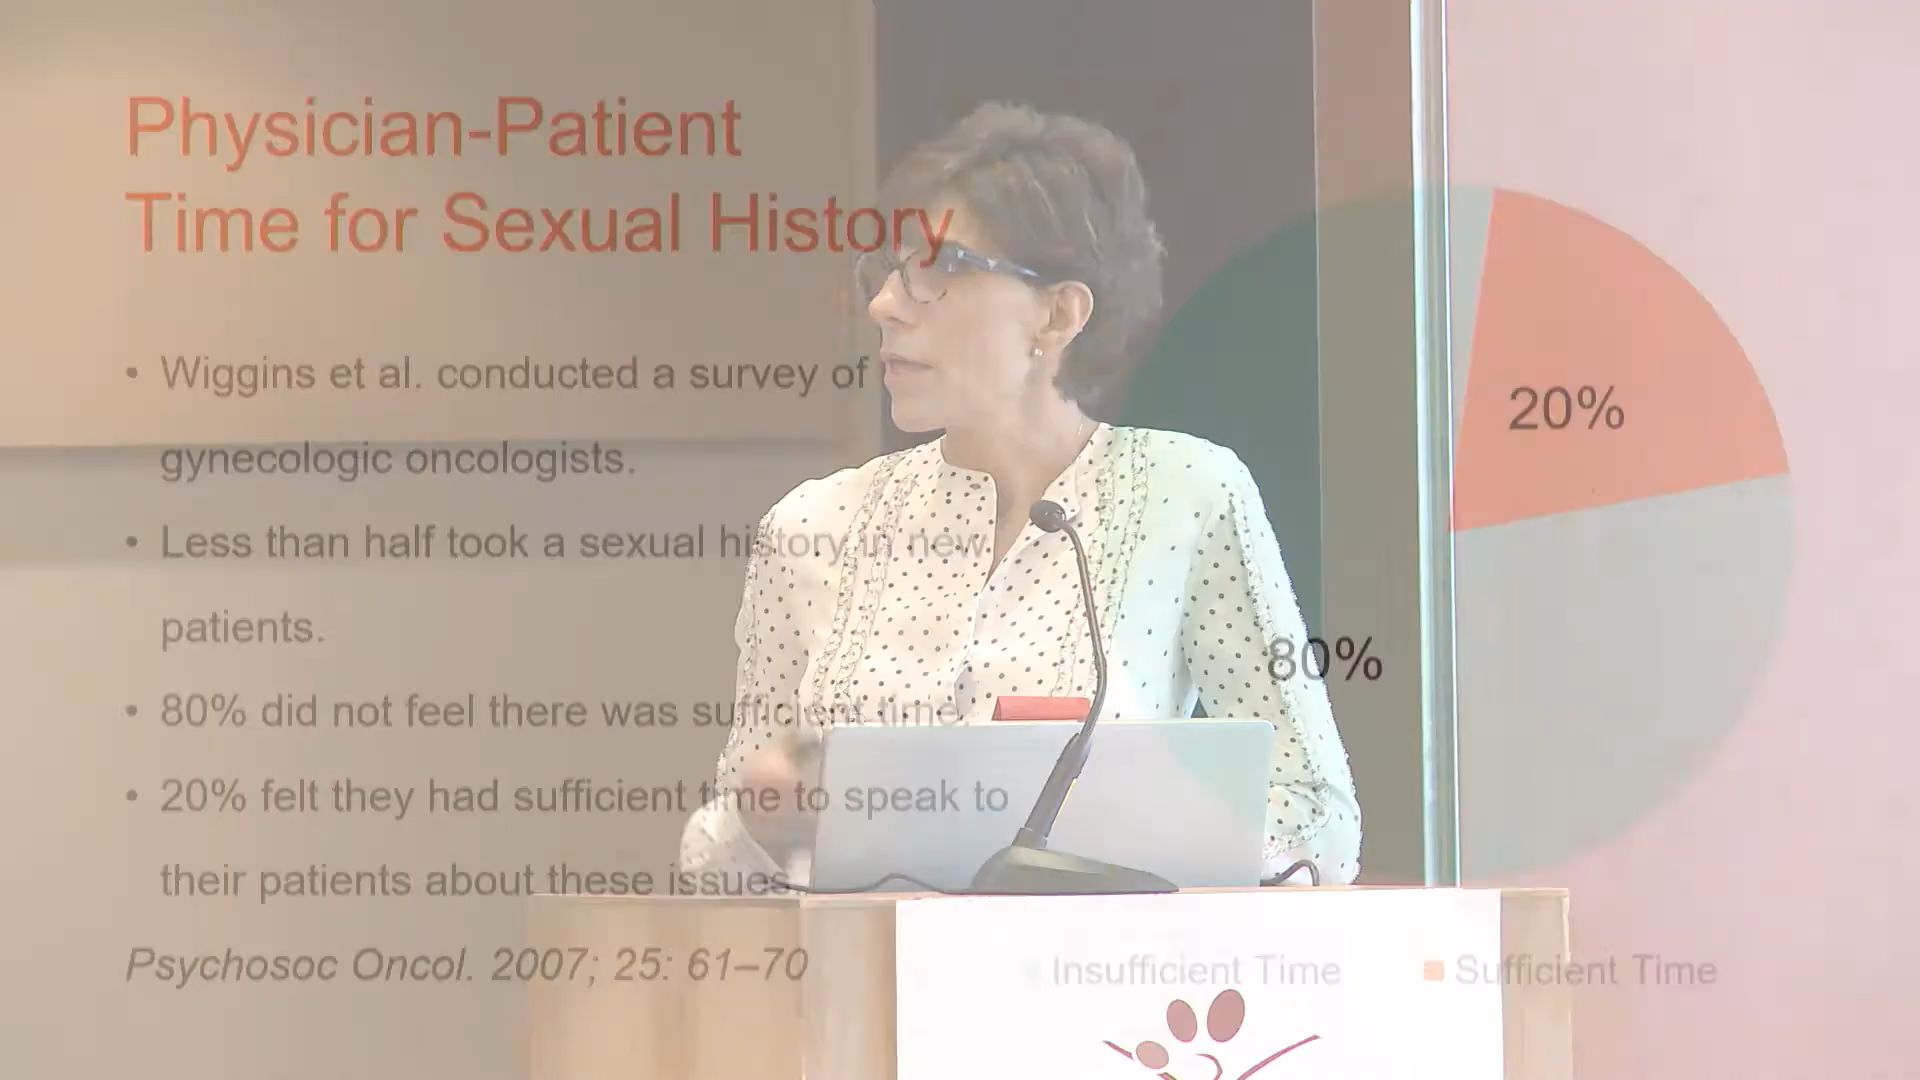 Physician-Patient
Time for Sexual History
• Wiggins et al. conducted a survey of
gynecologic oncologists.
• Less than half took a sexual history in new
patients.
• 80% did not feel there was sufficient time.
• 20% felt they had sufficient time to speak to
their patients about these issues.
Psychosoc Oncol. 2007; 25: 61–70
20%
80%
Insufficient Time
Sufficient Time